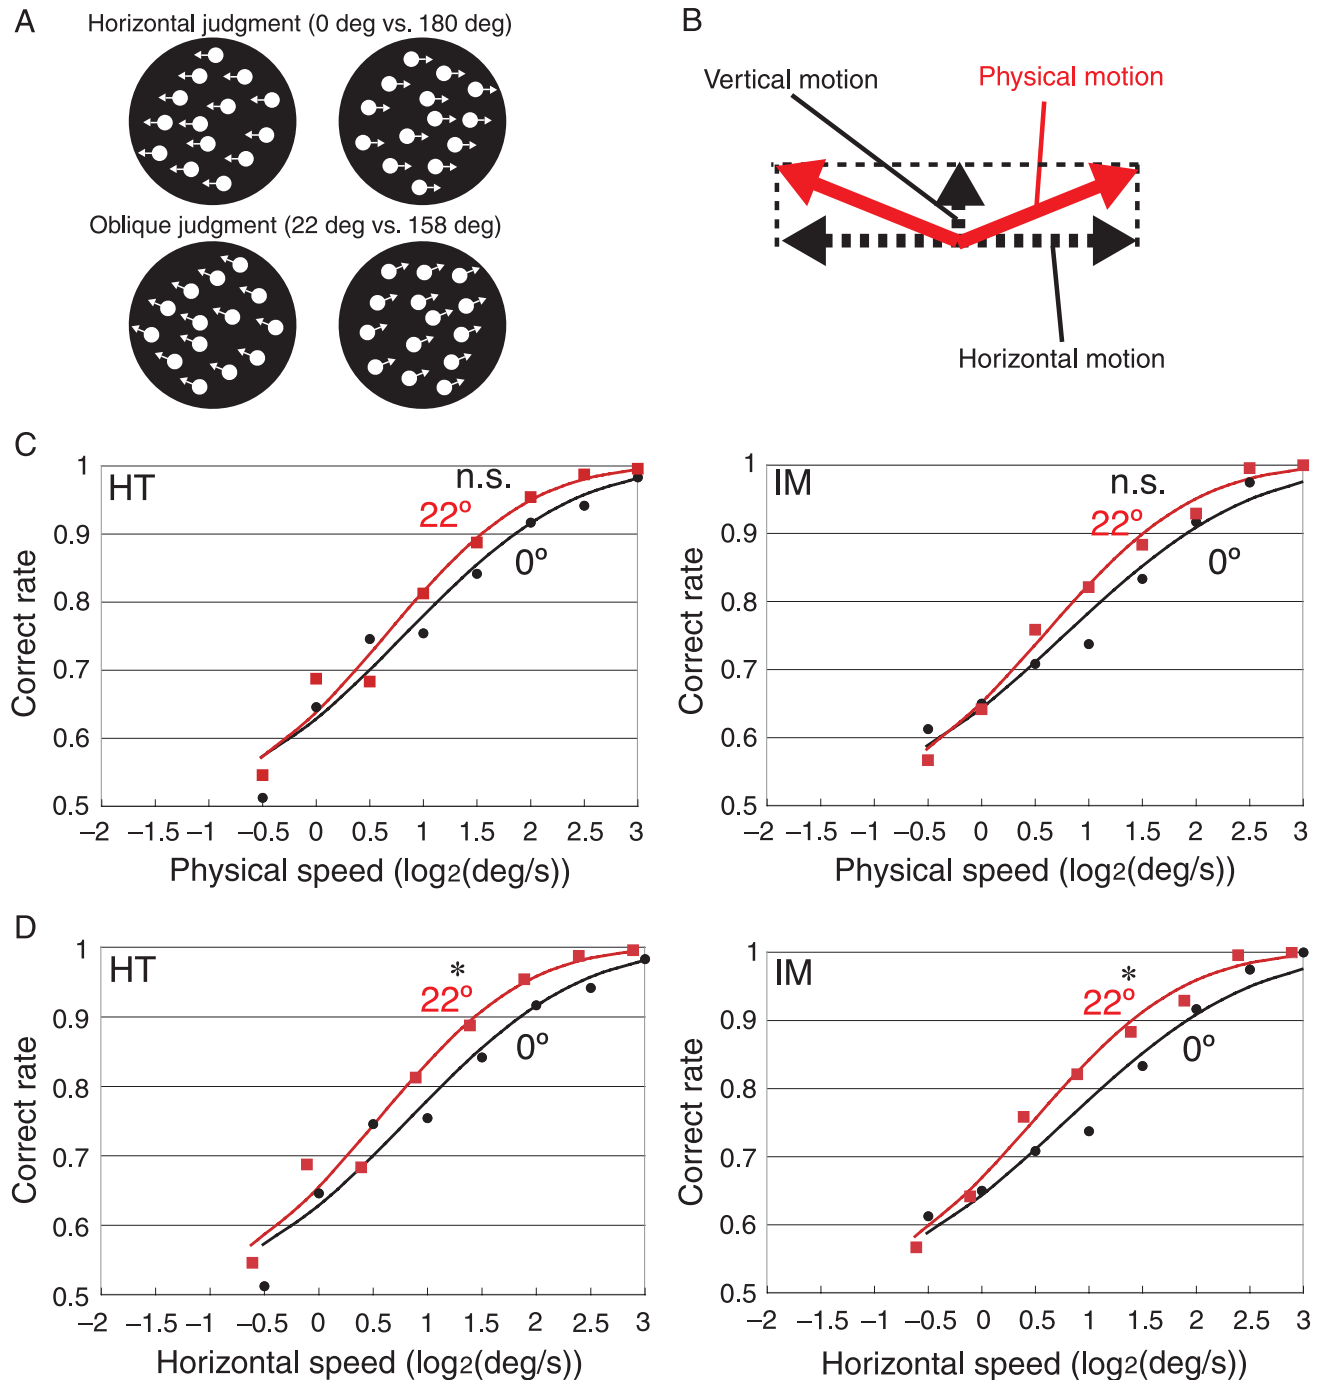 A
Horizontal judgment (0 deg vs. 180 deg)
Oblique judgment (22 deg vs. 158 deg)
B
Vertical motion
Physical motion
Horizontal motion
C
HT
n.s.
22º
0º
1
0.9
0.8
0.7
0.6
0.5
Correct rate
−2 −1.5 −1 −0.5 0 0.5 1 1.5 2 2.5 3
Physical speed (log2(deg/s))
IM
n.s.
22º
0º
1
0.9
0.8
0.7
0.6
0.5
Correct rate
−2 −1.5 −1 −0.5 0 0.5 1 1.5 2 2.5 3
Physical speed (log2(deg/s))
D
HT
*
22º
0º
1
0.9
0.8
0.7
0.6
0.5
Correct rate
−2 −1.5 −1 −0.5 0 0.5 1 1.5 2 2.5 3
Horizontal speed (log2(deg/s))
IM
*
22º
0º
1
0.9
0.8
0.7
0.6
0.5
Correct rate
−2 −1.5 −1 −0.5 0 0.5 1 1.5 2 2.5 3
Horizontal speed (log2(deg/s))